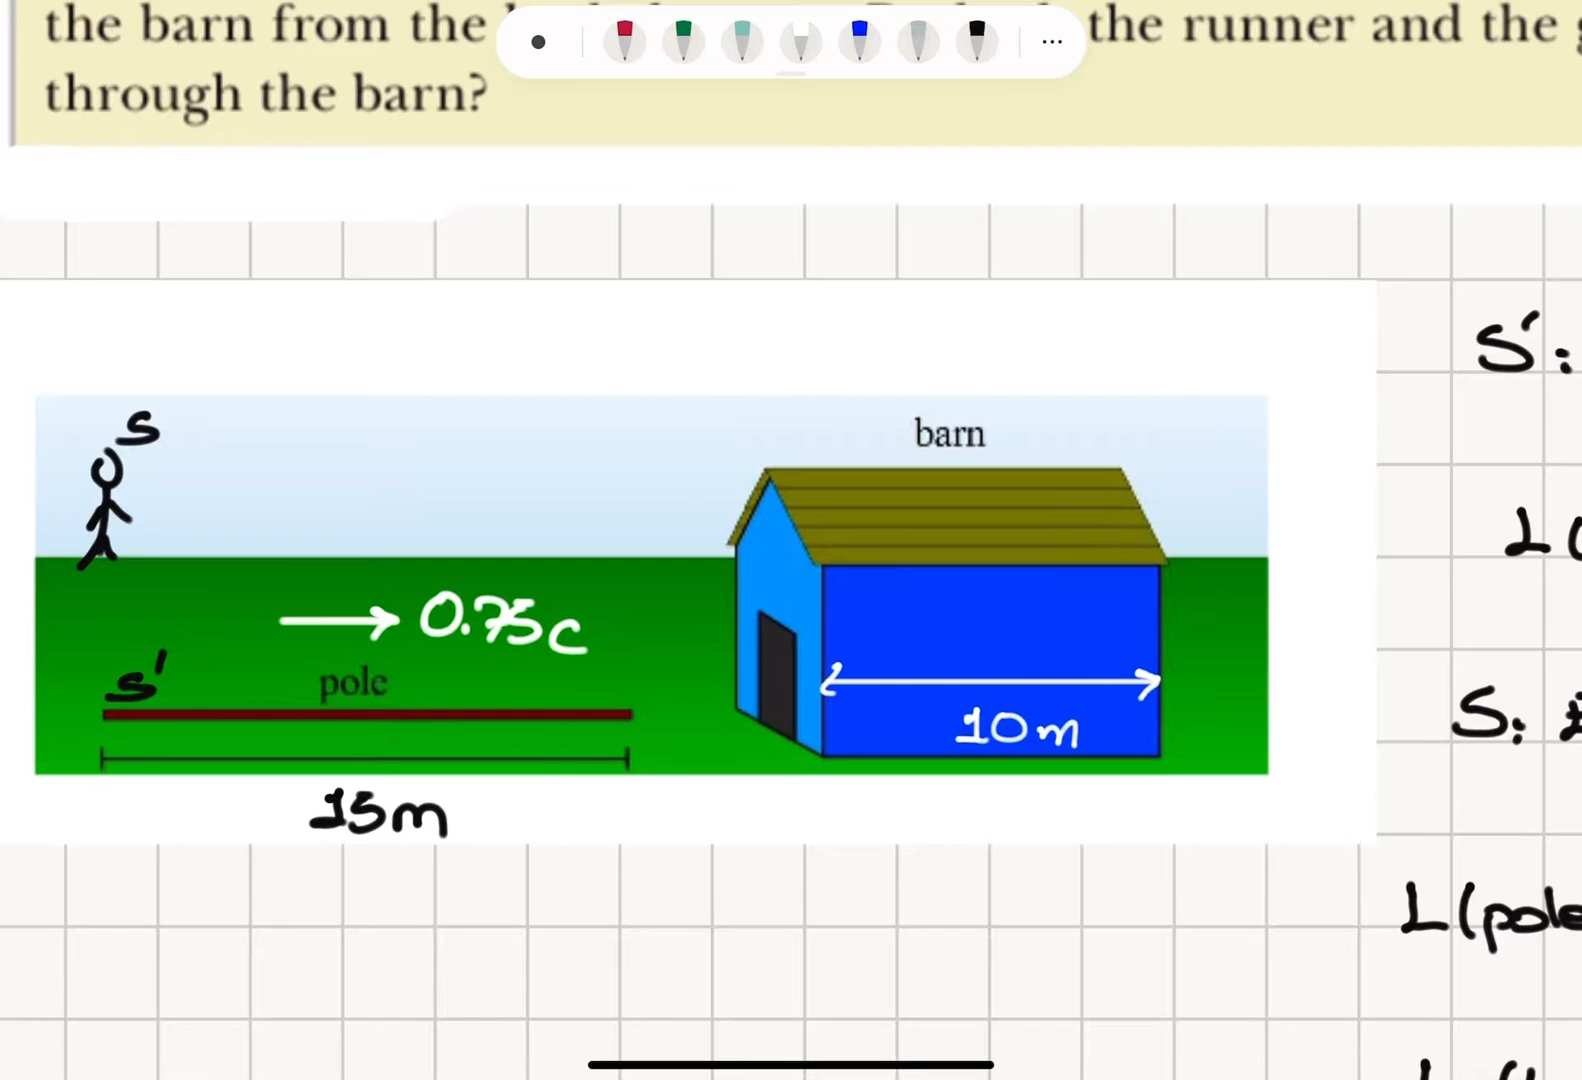 the barn from the the runner and the
through the barn?
S':
S
barn
L(
→ 0.75c
S'
pole
10m
S:
15m
L(pole